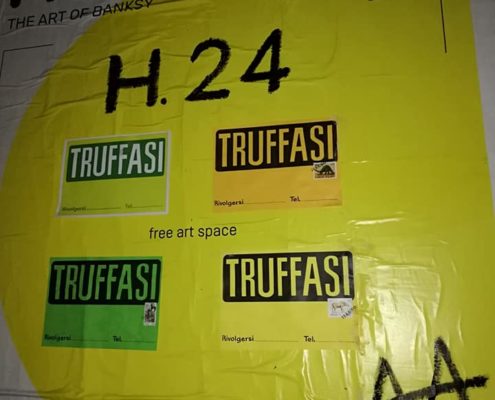 THE ART OF BANKSY
H.24
TRUFFASI
Rivolgersi Tel.
TRUFFASI
Rivolgersi Tel.
free art space
TRUFFASI
Rivolgersi Tel.
TRUFFASI
Rivolgersi Tel.
AA